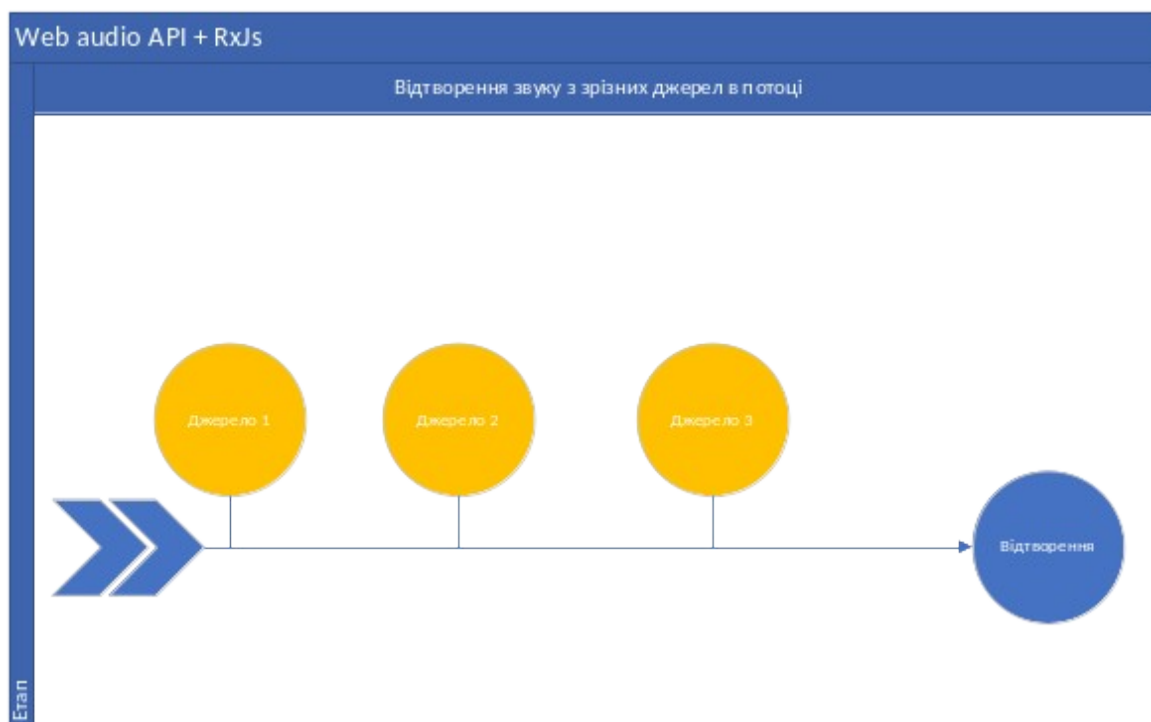 Web audio API + RxJs
Відтворення звуку з зрізних джерел в потоці
Джерело 1
Джерело 2
Джерело 3
Відтворення
Етап